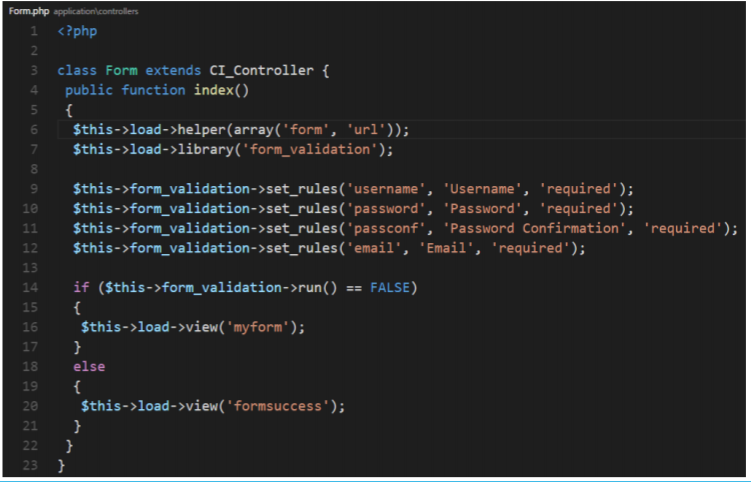 Form.php application\controllers
1 <?php
2
3 class Form extends CI_Controller {
4 public function index()
5 {
6 $this->load->helper(array('form', 'url'));
7 $this->load->library('form_validation');
8
9 $this->form_validation->set_rules('username', 'Username', 'required');
10 $this->form_validation->set_rules('password', 'Password', 'required');
11 $this->form_validation->set_rules('passconf', 'Password Confirmation', 'required');
12 $this->form_validation->set_rules('email', 'Email', 'required');
13
14 if ($this->form_validation->run() == FALSE)
15 {
16 $this->load->view('myform');
17 }
18 else
19 {
20 $this->load->view('formsuccess');
21 }
22 }
23 }